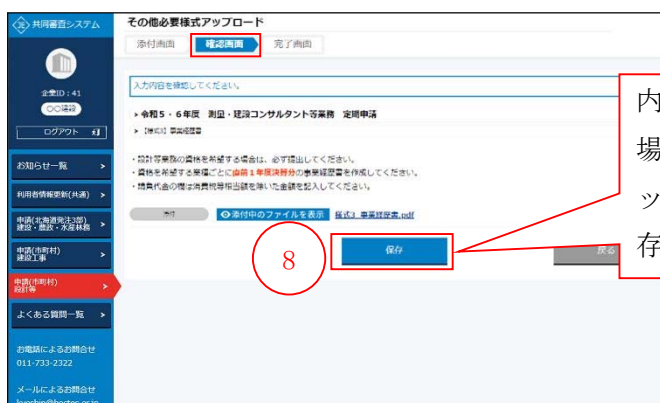 共同審査システム
企業ID:41
〇〇建設
ログアウト
お知らせ一覧
利用者情報更新(共通)
申請(北海道発注3部)
建設・農政・水産林務
申請(市町村)
建設工事
申請(市町村)
設計等
よくある質問一覧
お電話によるお問合せ
011-733-2322
メールによるお問合せ
その他必要様式アップロード
添付画面
確認画面
完了画面
入力内容を確認してください。
令和5・6年度 測量・建設コンサルタント等業務 定期申請
【様式3】事業経歴書
・設計等業務の資格を希望する場合は、必ず提出してください。
・資格を希望する業種ごとに直前1年度決算分の事業経歴書を作成してください。
・請負代金の欄は消費税等相当額を除いた金額を記入してください。
添付
添付中のファイルを表示 様式3_事業経歴書.pdf
8
保存
戻る
内
場
ッ
存